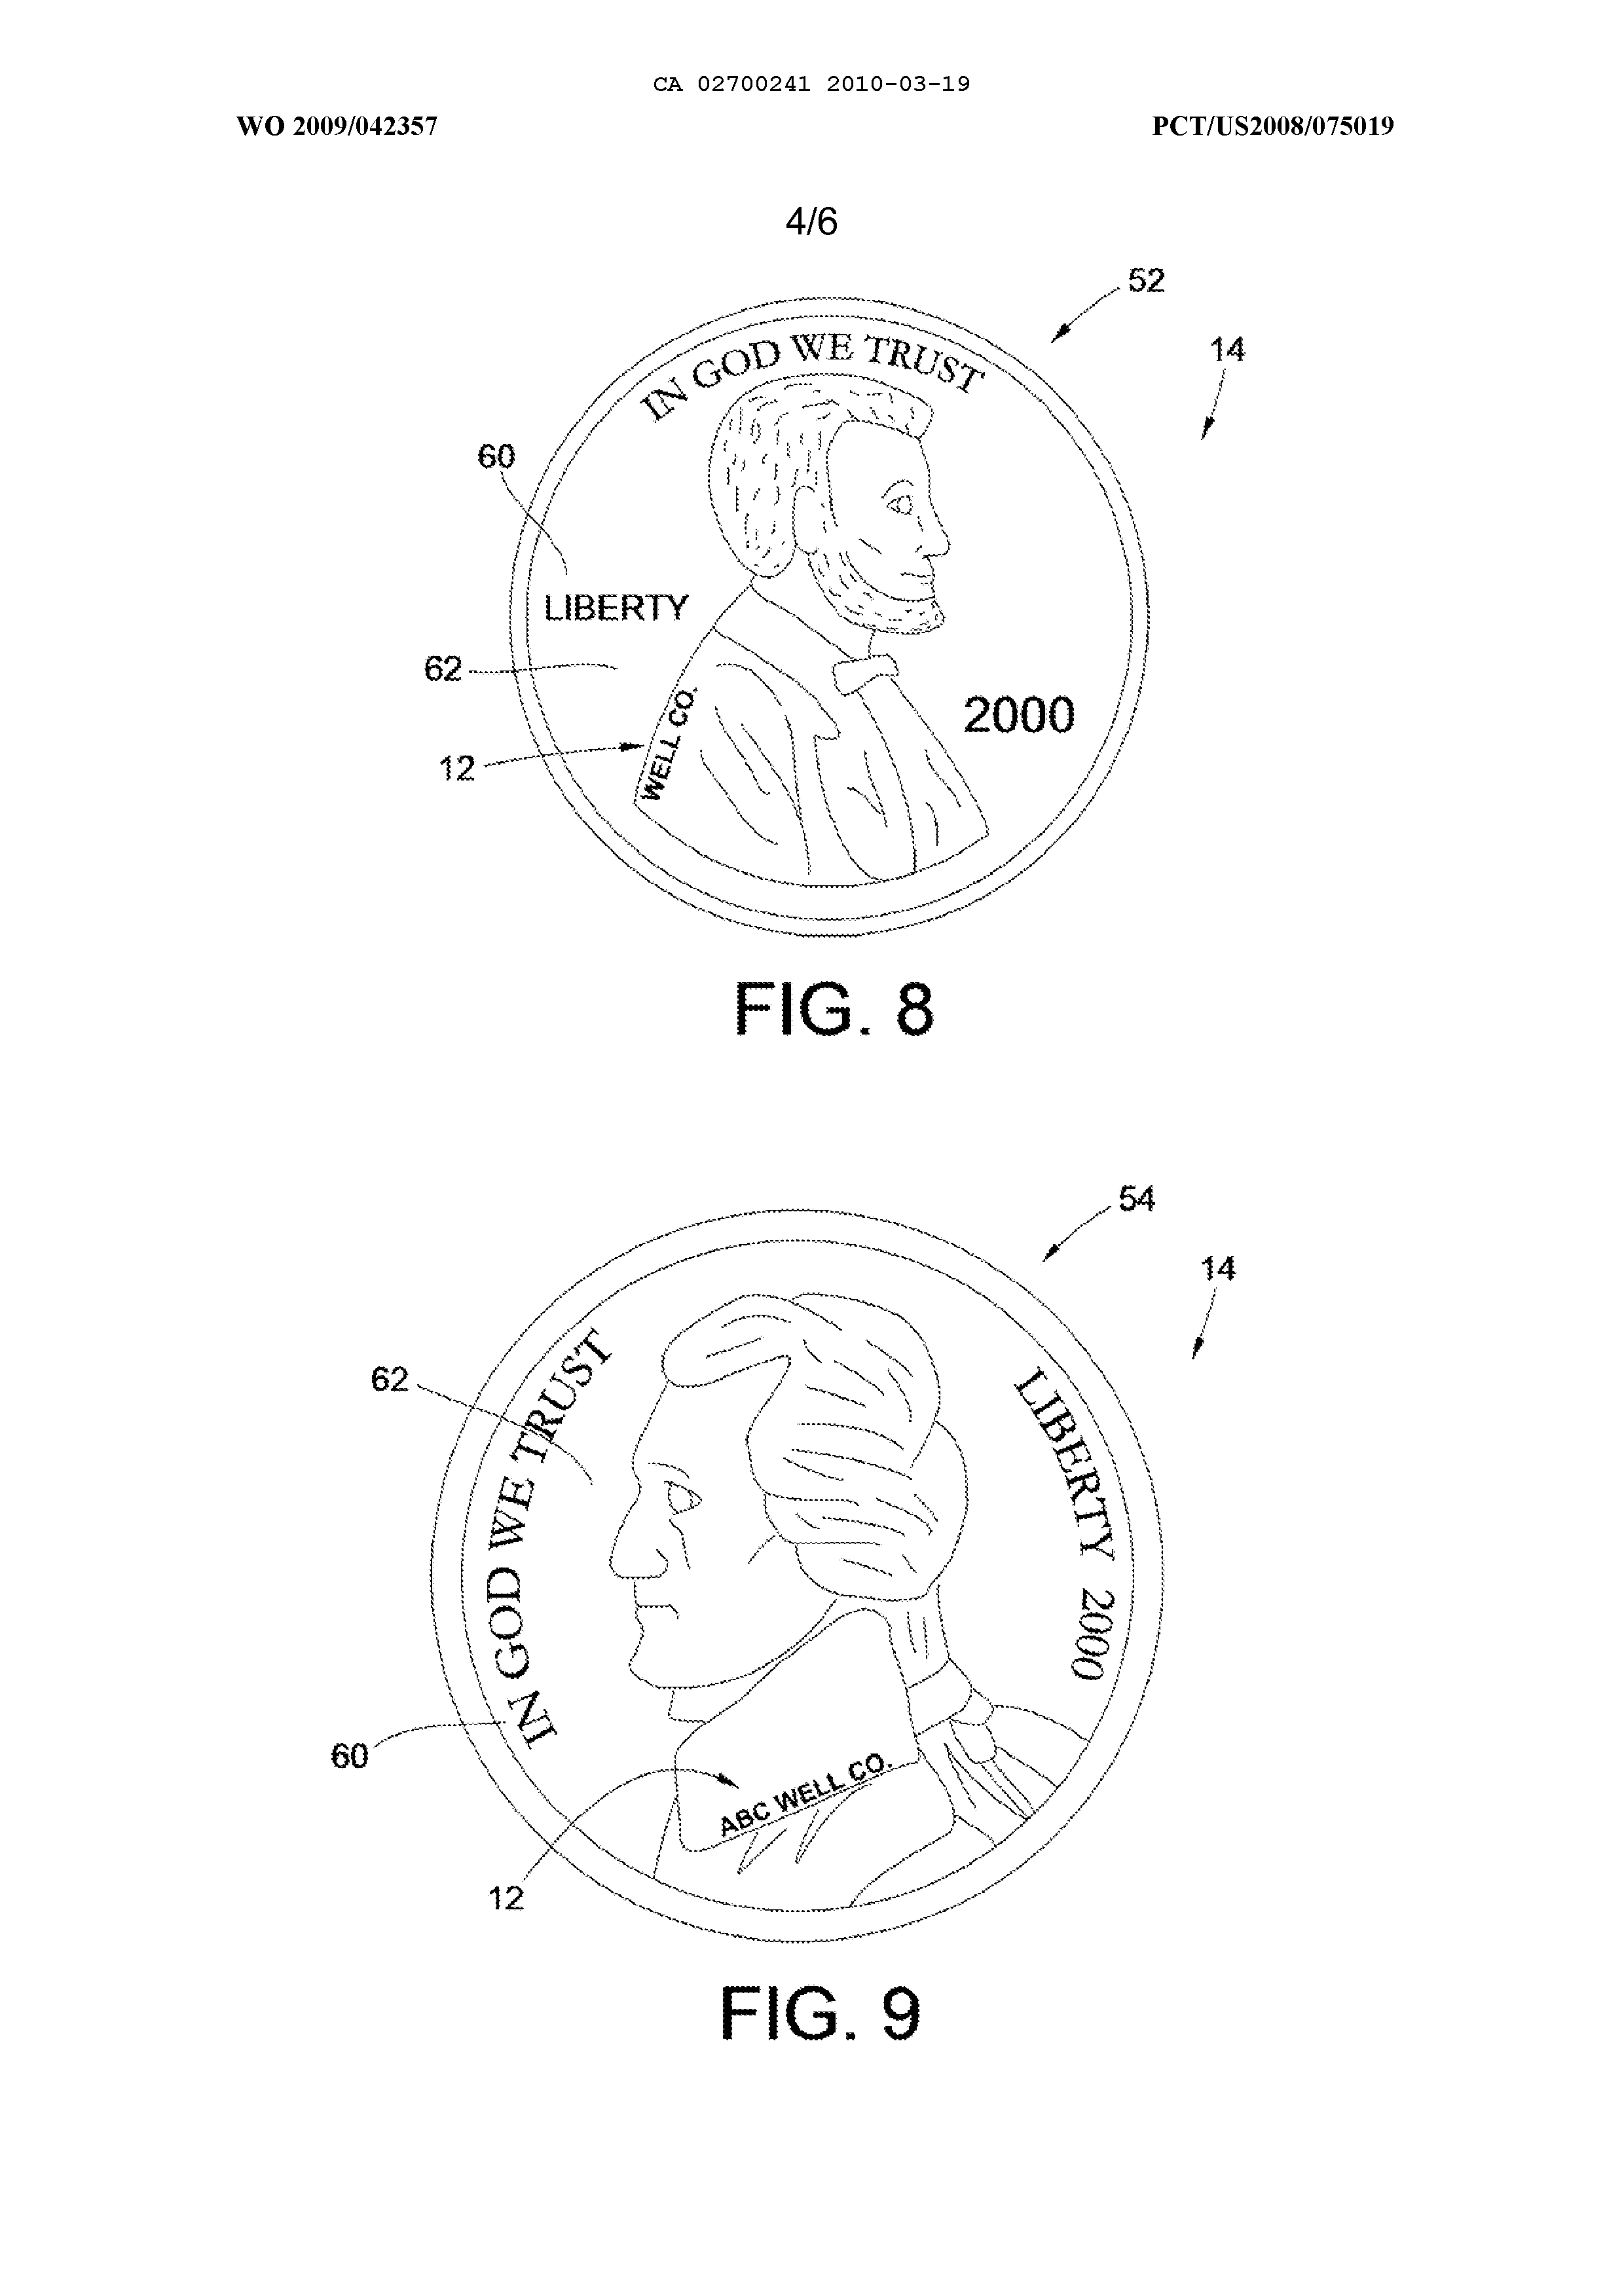 CA 02700241 2010-03-19
WO 2009/042357
PCT/US2008/075019
4/6
52
14
IN GOD WE TRUST
60
LIBERTY
62
WELL CO.
2000
12
FIG. 8
54
14
62
IN GOD WE TRUST
LIBERTY 2000
60
ABC WELL CO.
12
FIG. 9